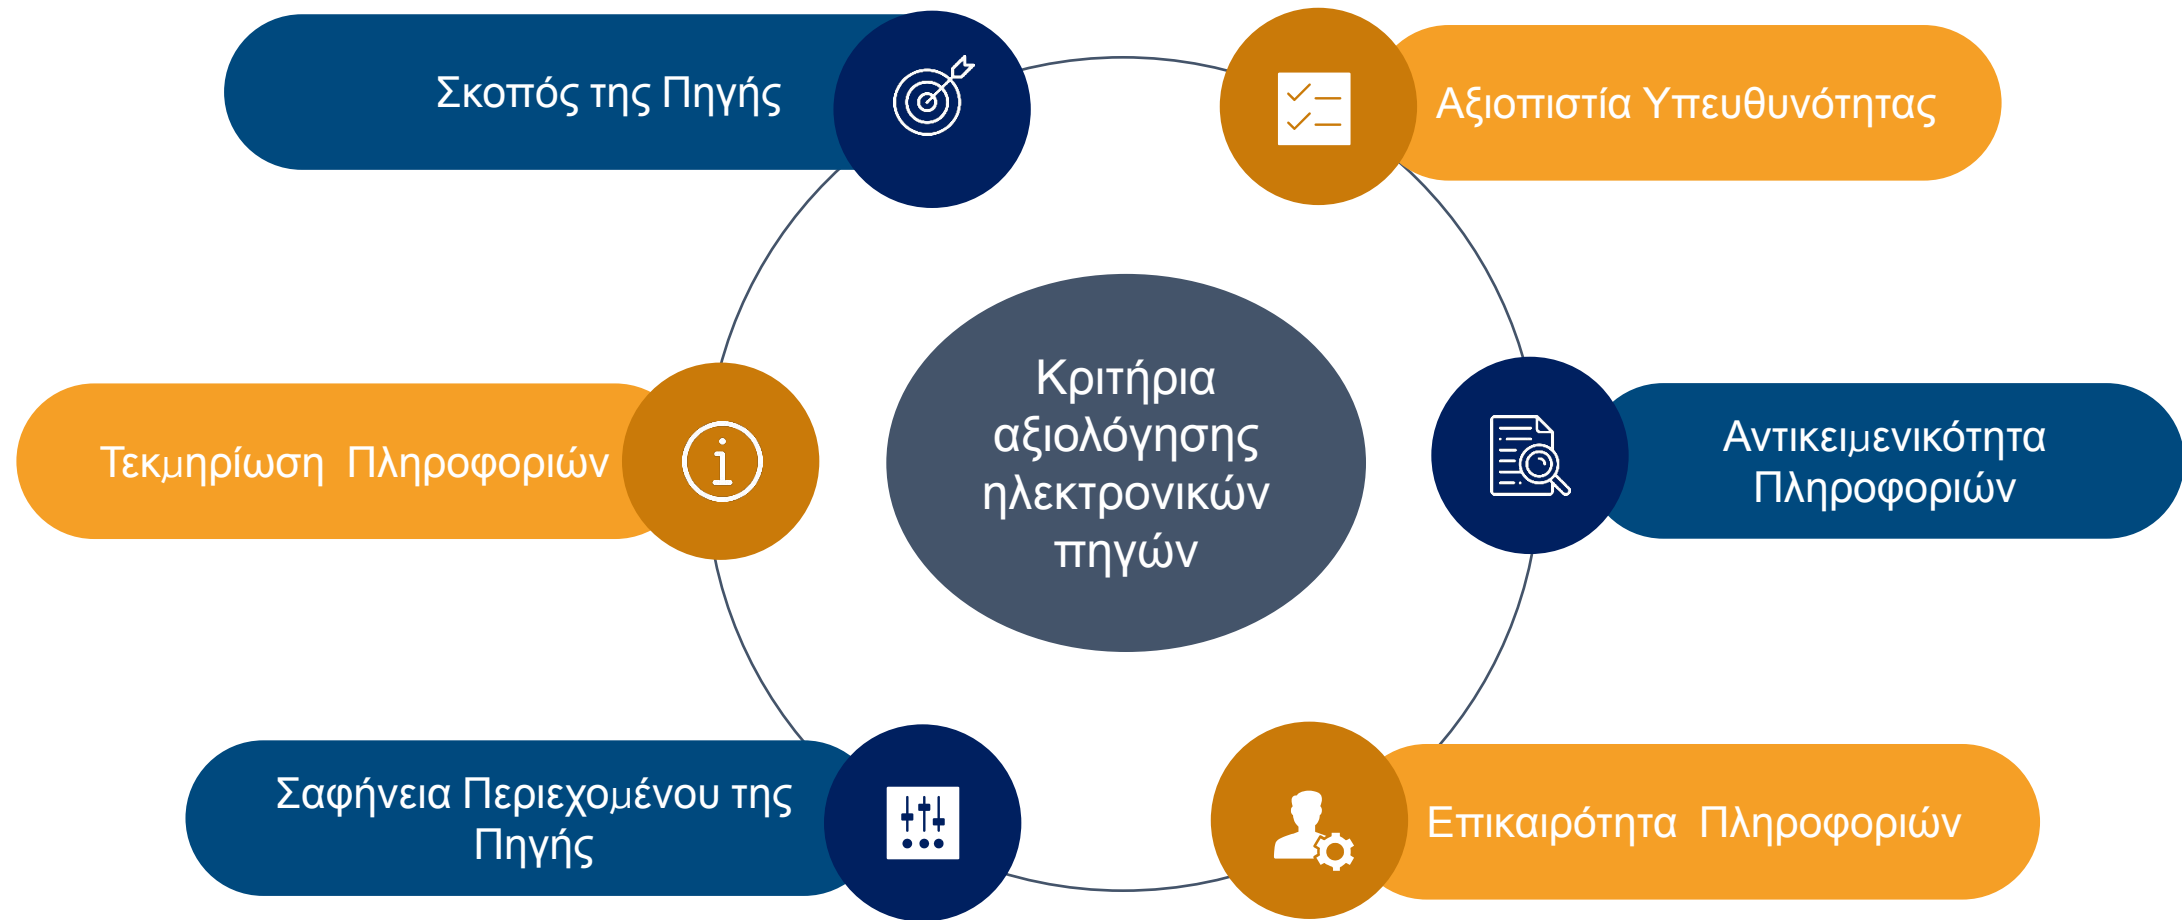 Σκοπός της Πηγής
Αξιοπιστία Υπευθυνότητας
Κριτήρια
αξιολόγησης
ηλεκτρονικών
πηγών
Τεκμηρίωση Πληροφοριών
Αντικειμενικότητα
Πληροφοριών
Σαφήνεια Περιεχομένου της
Πηγής
Επικαιρότητα Πληροφοριών